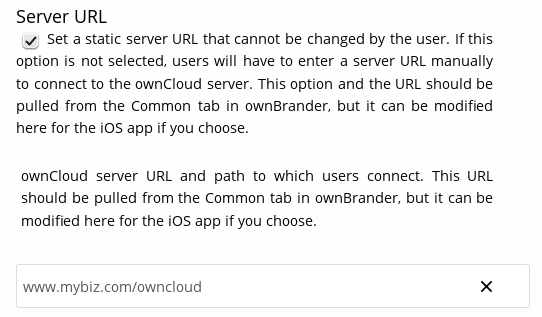 Server URL
Set a static server URL that cannot be changed by the user. If this
option is not selected, users will have to enter a server URL manually
to connect to the ownCloud server. This option and the URL should be
pulled from the Common tab in ownBrander, but it can be modified
here for the iOS app if you choose.
ownCloud server URL and path to which users connect. This URL
should be pulled from the Common tab in ownBrander, but it can be
modified here for the iOS app if you choose.
www.mybiz.com/owncloud